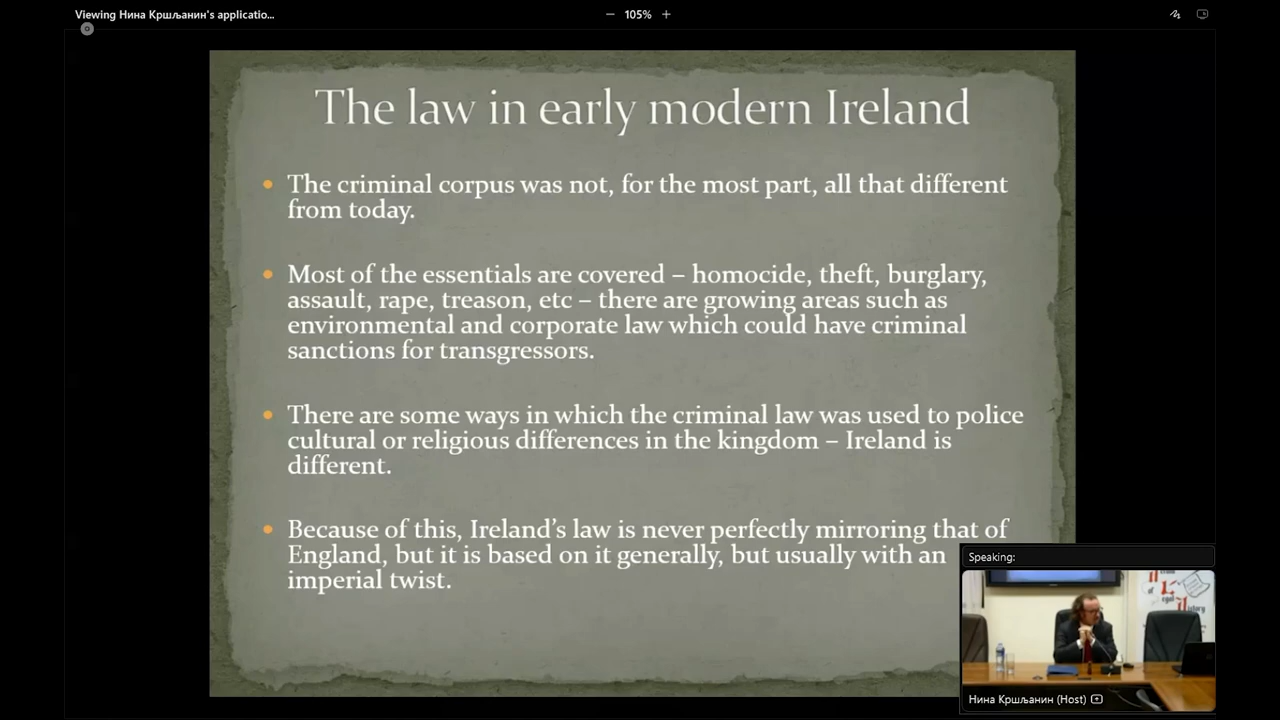 Viewing Нина Кршљанин's applicatio...
105%
The law in early modern Ireland
The criminal corpus was not, for the most part, all that different
from today.
Most of the essentials are covered – homocide, theft, burglary,
assault, rape, treason, etc – there are growing areas such as
environmental and corporate law which could have criminal
sanctions for transgressors.
There are some ways in which the criminal law was used to police
cultural or religious differences in the kingdom – Ireland is
different.
Because of this, Ireland's law is never perfectly mirroring that of
England, but it is based on it generally, but usually with an
imperial twist.
Speaking:
Нина Кршљанин (Host)